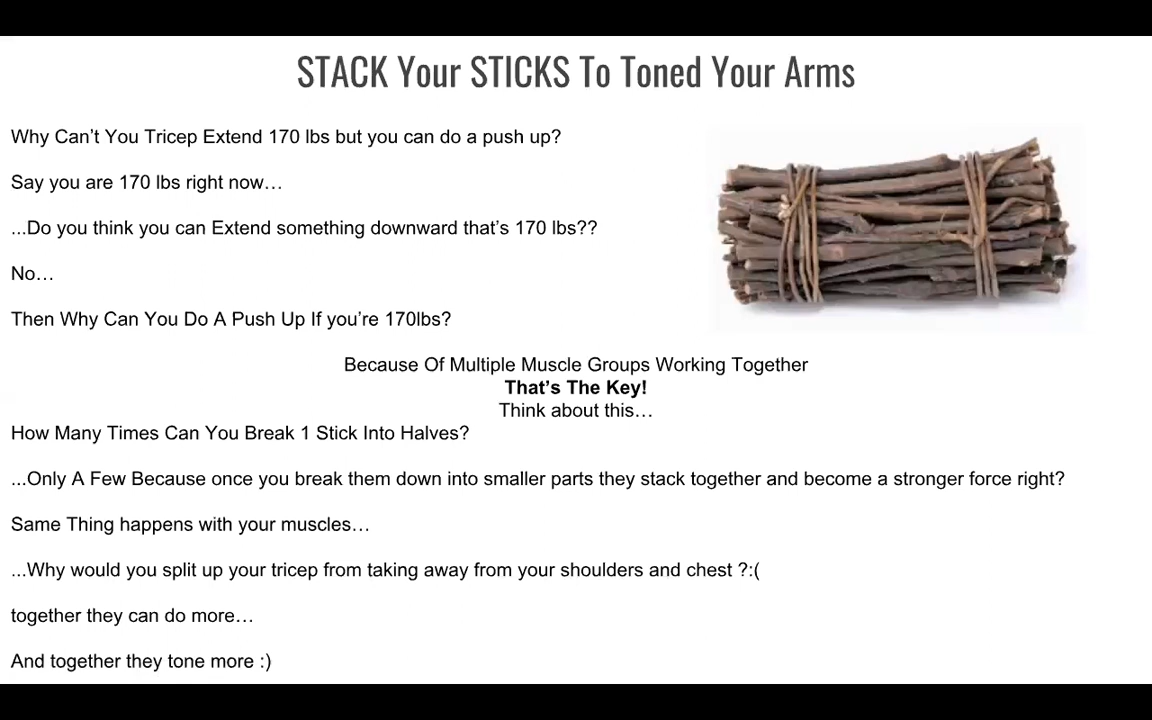 STACK Your STICKS To Toned Your Arms
Why Can't You Tricep Extend 170 lbs but you can do a push up?
Say you are 170 lbs right now…
...Do you think you can Extend something downward that's 170 lbs??
No…
Then Why Can You Do A Push Up If you're 170lbs?
Because Of Multiple Muscle Groups Working Together
That's The Key!
Think about this…
How Many Times Can You Break 1 Stick Into Halves?
...Only A Few Because once you break them down into smaller parts they stack together and become a stronger force right?
Same Thing happens with your muscles…
...Why would you split up your tricep from taking away from your shoulders and chest ?:(
together they can do more…
And together they tone more :)